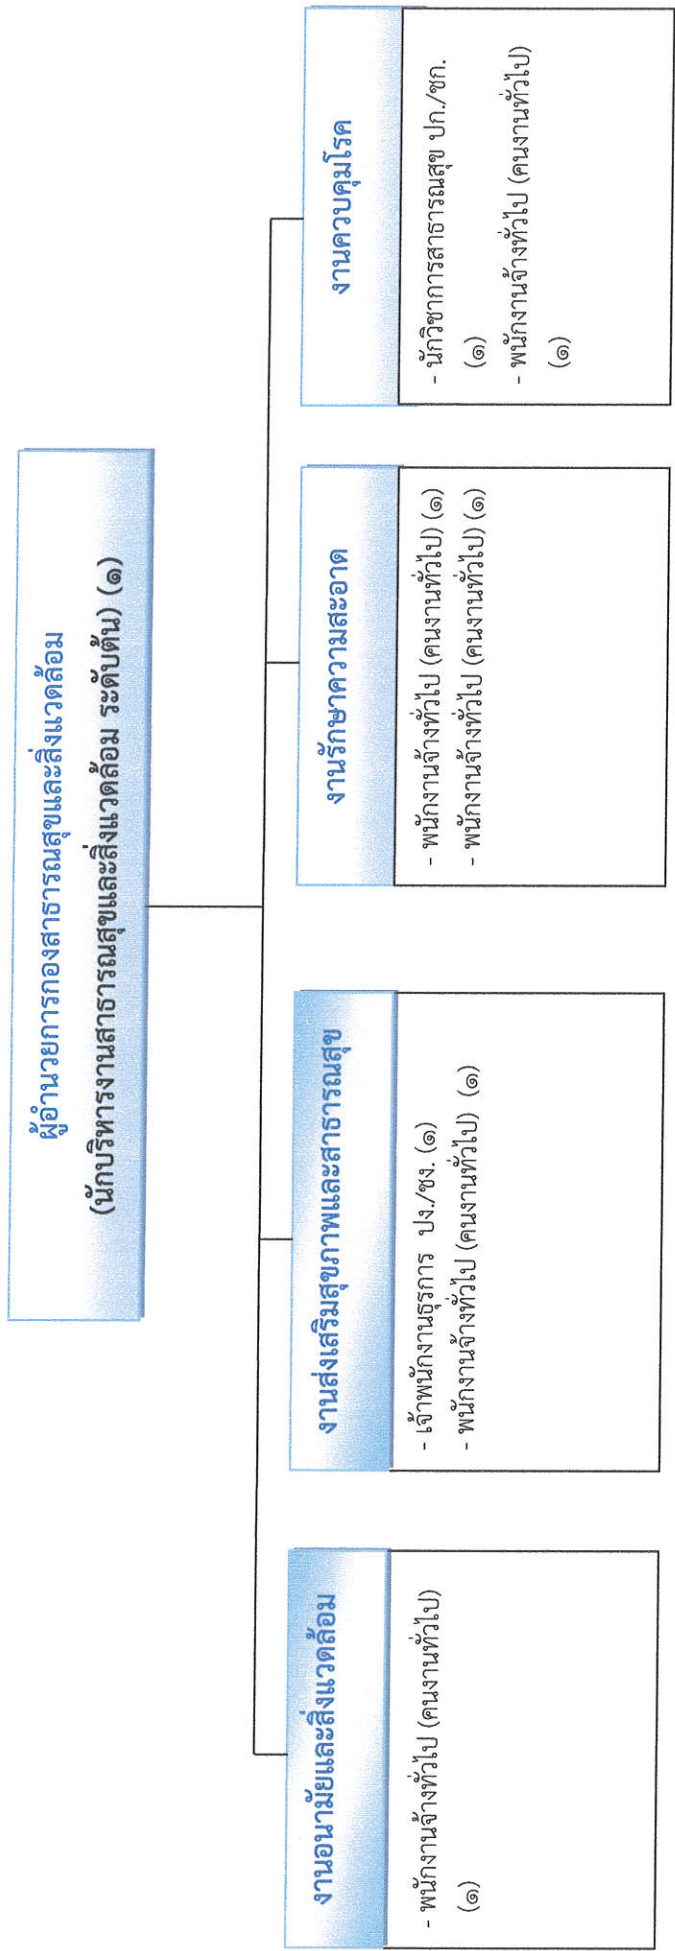 ผู้อำนวยการกองสาธารณสุขและสิ่งแวดล้อม
(นักบริหารงานสาธารณสุขและสิ่งแวดล้อม ระดับต้น) (๑)
งานอนามัยและสิ่งแวดล้อม
- พนักงานจ้างทั่วไป (คนงานทั่วไป)
(๑)
งานส่งเสริมสุขภาพและสาธารณสุข
- เจ้าพนักงานธุรการ ปง./ชง. (๑)
- พนักงานจ้างทั่วไป (คนงานทั่วไป) (๑)
งานรักษาความสะอาด
- พนักงานจ้างทั่วไป (คนงานทั่วไป) (๑)
- พนักงานจ้างทั่วไป (คนงานทั่วไป) (๑)
งานควบคุมโรค
- นักวิชาการสาธารณสุข ปก./ชก.
(๑)
- พนักงานจ้างทั่วไป (คนงานทั่วไป)
(๑)